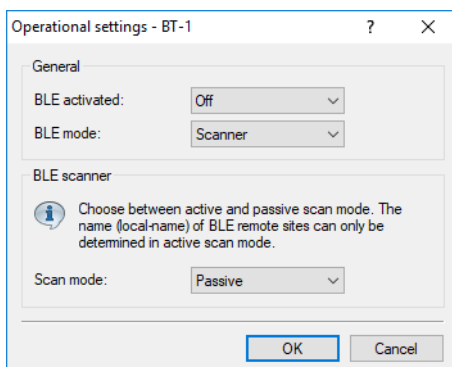 Operational settings - BT-1 ?
General
BLE activated: Off
BLE mode: Scanner
BLE scanner
Choose between active and passive scan mode. The
name (local-name) of BLE remote sites can only be
determined in active scan mode.
Scan mode: Passive
OK Cancel